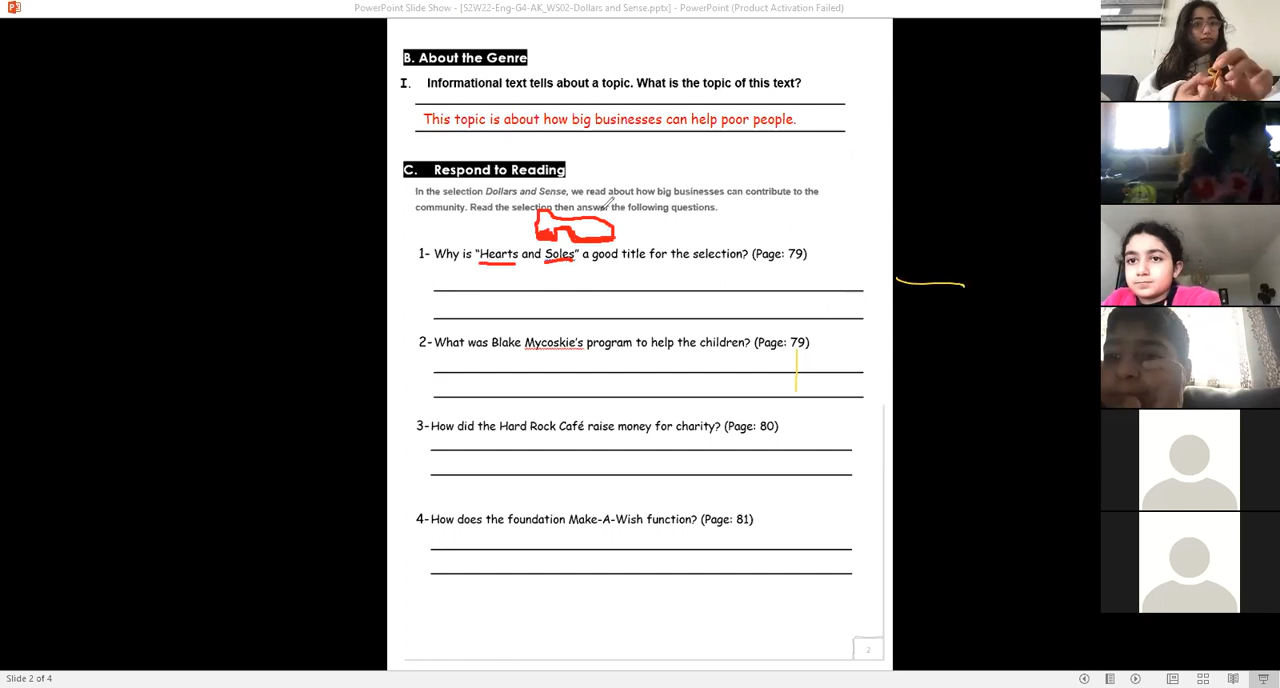 PowerPoint Slide Show - [S2W22-Eng-G4-AK_WS02-Dollars and Sense.pptx] - PowerPoint (Product Activation Failed)
B. About the Genre
I. Informational text tells about a topic. What is the topic of this text?
This topic is about how big businesses can help poor people.
C. Respond to Reading
In the selection Dollars and Sense, we read about how big businesses can contribute to the
community. Read the selection then answer the following questions.
1- Why is "Hearts and Soles" a good title for the selection? (Page: 79)
2- What was Blake Mycoskie's program to help the children? (Page: 79)
3- How did the Hard Rock Café raise money for charity? (Page: 80)
4- How does the foundation Make-A-Wish function? (Page: 81)
2
Slide 2 of 4